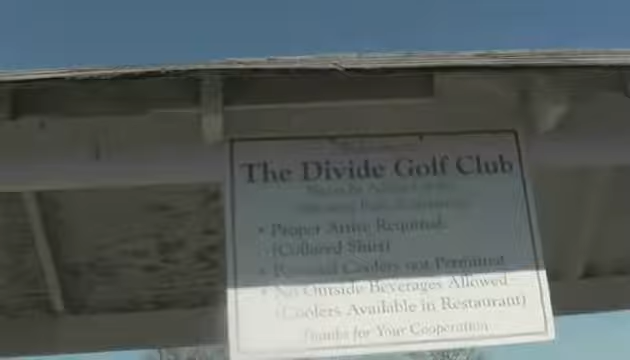 The Divide Golf Club
• Proper Attire Required.
(Collared Shirt)
• Personal Coolers not Permitted
• No Outside Beverages Allowed
(Coolers Available in Restaurant)
Thanks for Your Cooperation